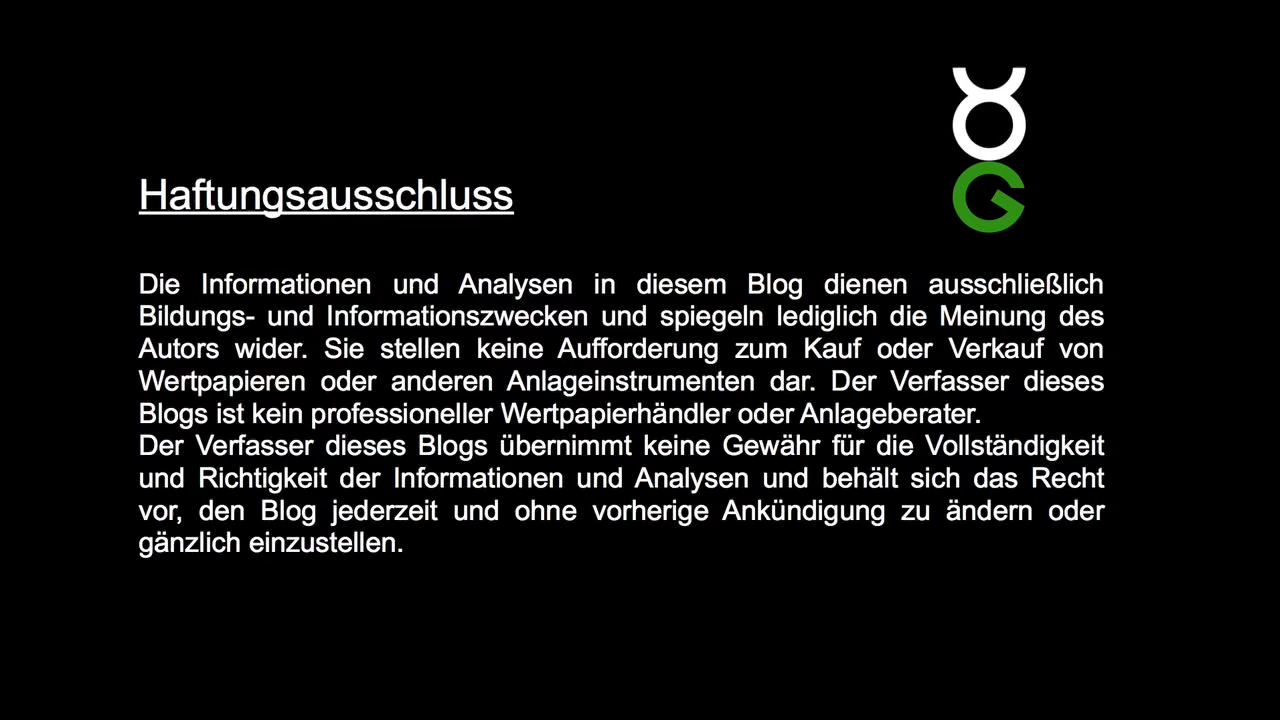 Haftungsausschluss
Die Informationen und Analysen in diesem Blog dienen ausschließlich
Bildungs- und Informationszwecken und spiegeln lediglich die Meinung des
Autors wider. Sie stellen keine Aufforderung zum Kauf oder Verkauf von
Wertpapieren oder anderen Anlageinstrumenten dar. Der Verfasser dieses
Blogs ist kein professioneller Wertpapierhändler oder Anlageberater.
Der Verfasser dieses Blogs übernimmt keine Gewähr für die Vollständigkeit
und Richtigkeit der Informationen und Analysen und behält sich das Recht
vor, den Blog jederzeit und ohne vorherige Ankündigung zu ändern oder
gänzlich einzustellen.